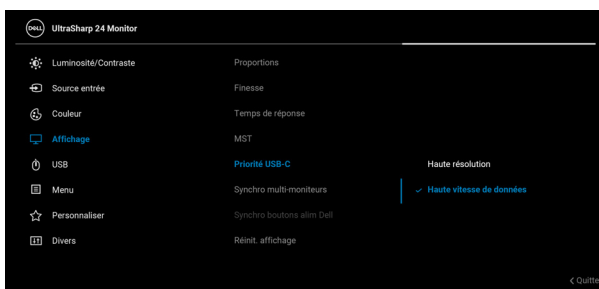 DELL UltraSharp 24 Monitor
Luminosité/Contraste
Proportions
Source entrée
Finesse
Couleur
Temps de réponse
Affichage
MST
USB
Priorité USB-C
Haute résolution
Menu
Synchro multi-moniteurs
Haute vitesse de données
Personnaliser
Synchro boutons alim Dell
Divers
Réinit. affichage
Quitte